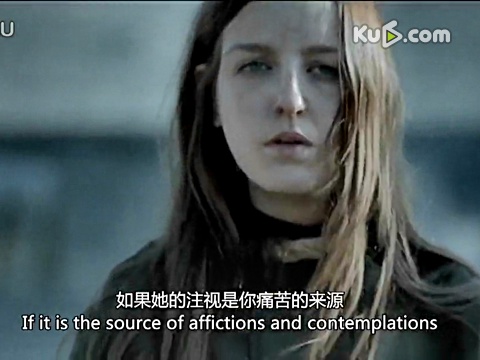 U
Ku6.com
如果她的注视是你痛苦的来源
If it is the source of affictions and contemplations